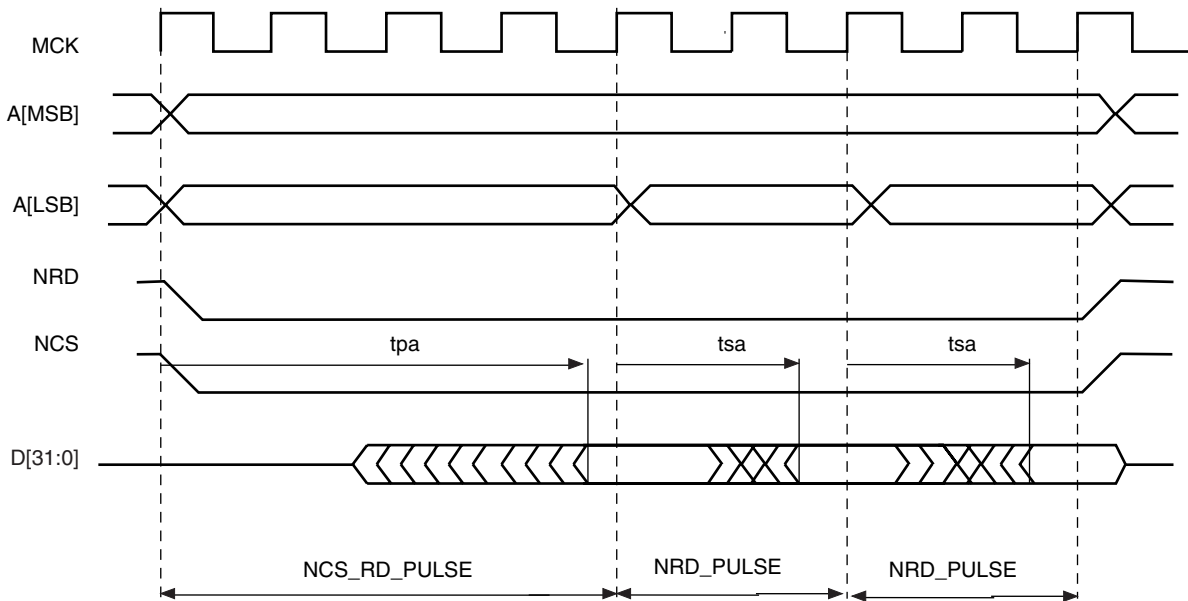 MCK
A[MSB]
A[LSB]
NRD
NCS
tpa
tsa
tsa
D[31:0]
NCS_RD_PULSE
NRD_PULSE
NRD_PULSE